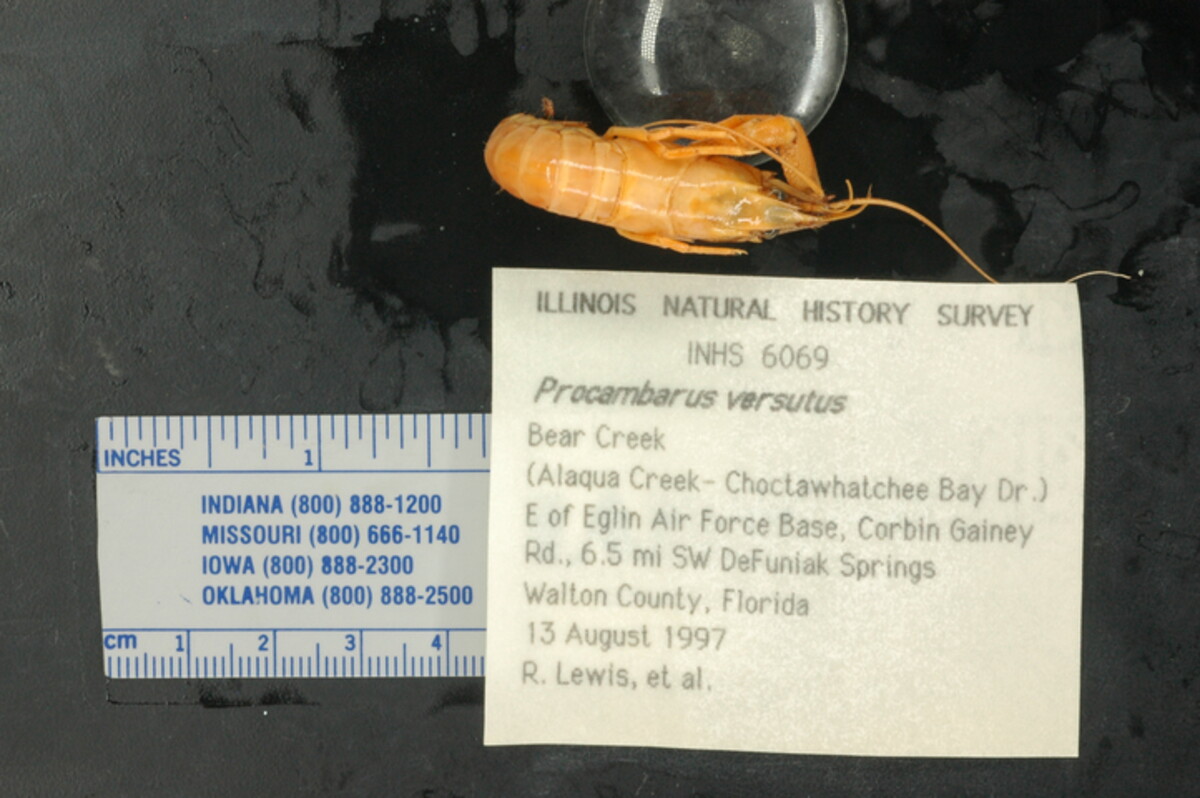 ILLINOIS NATURAL HISTORY SURVEY
INHS 6069
Procambarus versutus
Bear Creek
(Alaqua Creek- Choctawhatchee Bay Dr.)
E of Eglin Air Force Base, Corbin Gainey
Rd., 6.5 mi SW DeFuniak Springs
Walton County, Florida
13 August 1997
R. Lewis, et al.
INCHES 1
INDIANA (800) 888-1200
MISSOURI (800) 666-1140
IOWA (800) 888-2300
OKLAHOMA (800) 888-2500
cm 1 2 3 4